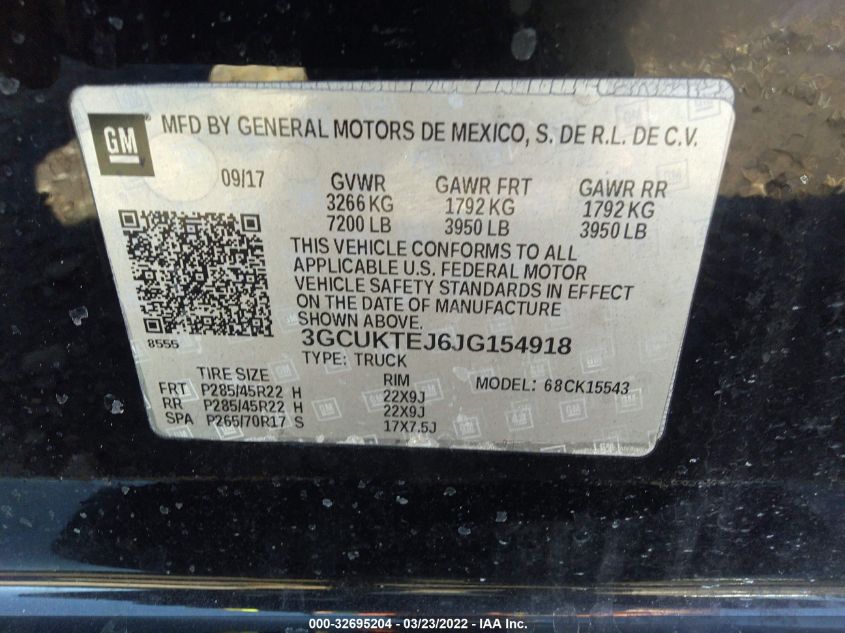 GM
MFD BY GENERAL MOTORS DE MEXICO, S. DE R.L. DE C.V.
09/17 GVWR GAWR FRT GAWR RR
3266 KG 1792 KG 1792 KG
7200 LB 3950 LB 3950 LB
THIS VEHICLE CONFORMS TO ALL
APPLICABLE U.S. FEDERAL MOTOR
VEHICLE SAFETY STANDARDS IN EFFECT
ON THE DATE OF MANUFACTURE
SHOWN ABOVE.
8555
3GCUKTEJ6JG154918
TYPE: TRUCK
TIRE SIZE RIM MODEL: 68CK15543
FRT P285/45R22 H 22X9J
RR P285/45R22 H 22X9J
SPA P265/70R17 S 17X7.5J
000-32695204 / 03/23/2022 - IAA Inc.